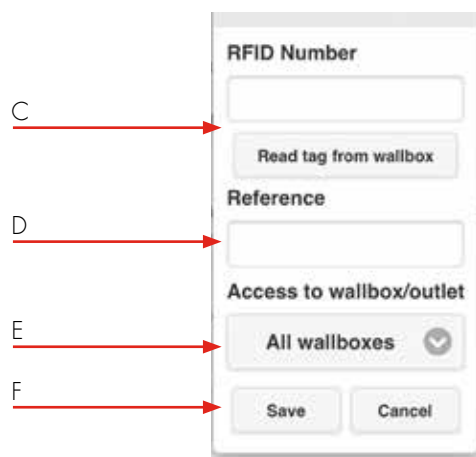 RFID Number
C
Read tag from wallbox
Reference
D
Access to wallbox/outlet
E
All wallboxes
F
Save Cancel